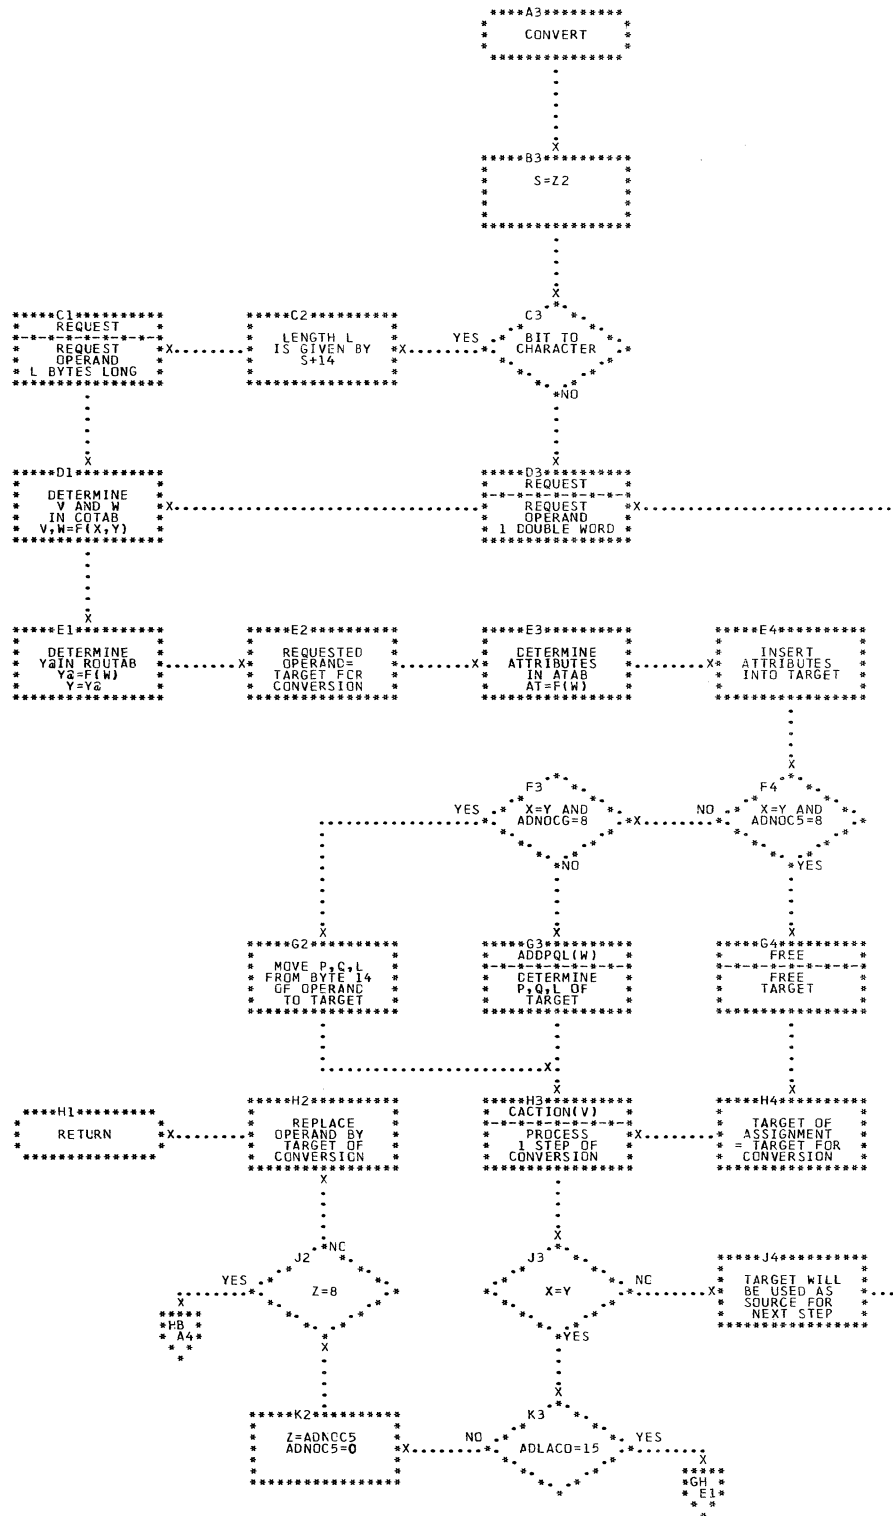 A3
CONVERT
B3
S=Z2
C1
REQUEST
REQUEST
OPERAND
L BYTES LONG
C2
LENGTH L
IS GIVEN BY
S+14
YES
C3
BIT TO
CHARACTER
NO
D1
DETERMINE
V AND W
IN COTAB
V,W=F(X,Y)
D3
REQUEST
REQUEST
OPERAND
1 DOUBLE WORD
E1
DETERMINE
Y@IN ROUTAB
Y@=F(W)
Y=Y@
E2
REQUESTED
OPERAND=
TARGET FOR
CONVERSION
E3
DETERMINE
ATTRIBUTES
IN ATAB
AT=F(W)
E4
INSERT
ATTRIBUTES
INTO TARGET
YES
F3
X=Y AND
ADNOCG=8
NO
NO
F4
X=Y AND
ADNOC5=8
YES
G2
MOVE P,C,L
FROM BYTE 14
OF OPERAND
TO TARGET
G3
ADDPQL(W)
DETERMINE
P,Q,L OF
TARGET
G4
FREE
FREE
TARGET
H1
RETURN
H2
REPLACE
OPERAND BY
TARGET OF
CONVERSION
H3
CACTION(V)
PROCESS
1 STEP OF
CONVERSION
H4
TARGET OF
ASSIGNMENT
= TARGET FOR
CONVERSION
NC
J2
YES
Z=8
HB
A4
J3
X=Y
NC
YES
J4
TARGET WILL
BE USED AS
SOURCE FOR
NEXT STEP
K2
Z=ADNOC5
ADNOC5=0
NO
K3
ADLACO=15
YES
GH
E1